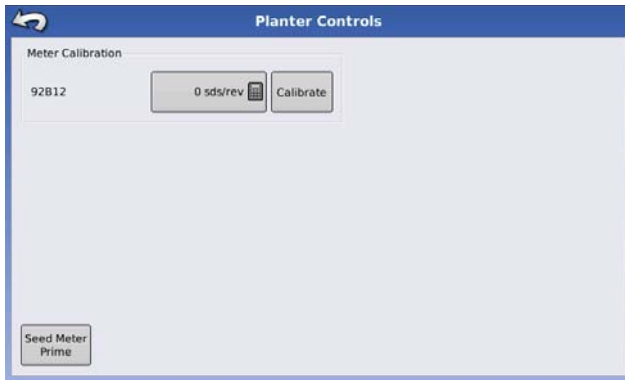 Planter Controls
Meter Calibration
92B12
0 sds/rev
Calibrate
Seed Meter
Prime